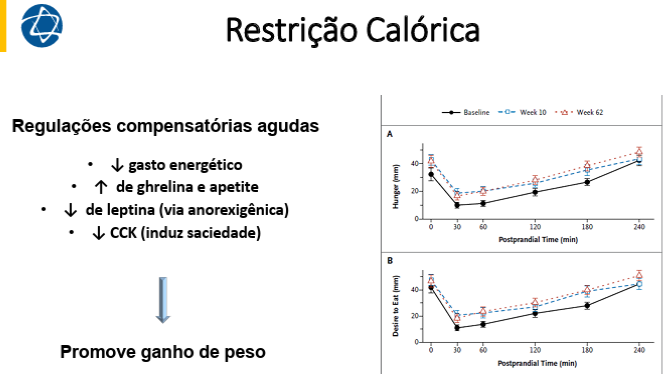 Restrição Calórica
Regulações compensatórias agudas
• ↓ gasto energético
• ↑ de ghrelina e apetite
• ↓ de leptina (via anorexigênica)
• ↓ CCK (induz saciedade)
Promove ganho de peso
Baseline Week 10 Week 62
A
Hunger (mm)
40
20
0
0 30 60 120 180 240
Postprandial Time (min)
B
Desire to Eat (mm)
40
20
0
0 30 60 120 180 240
Postprandial Time (min)